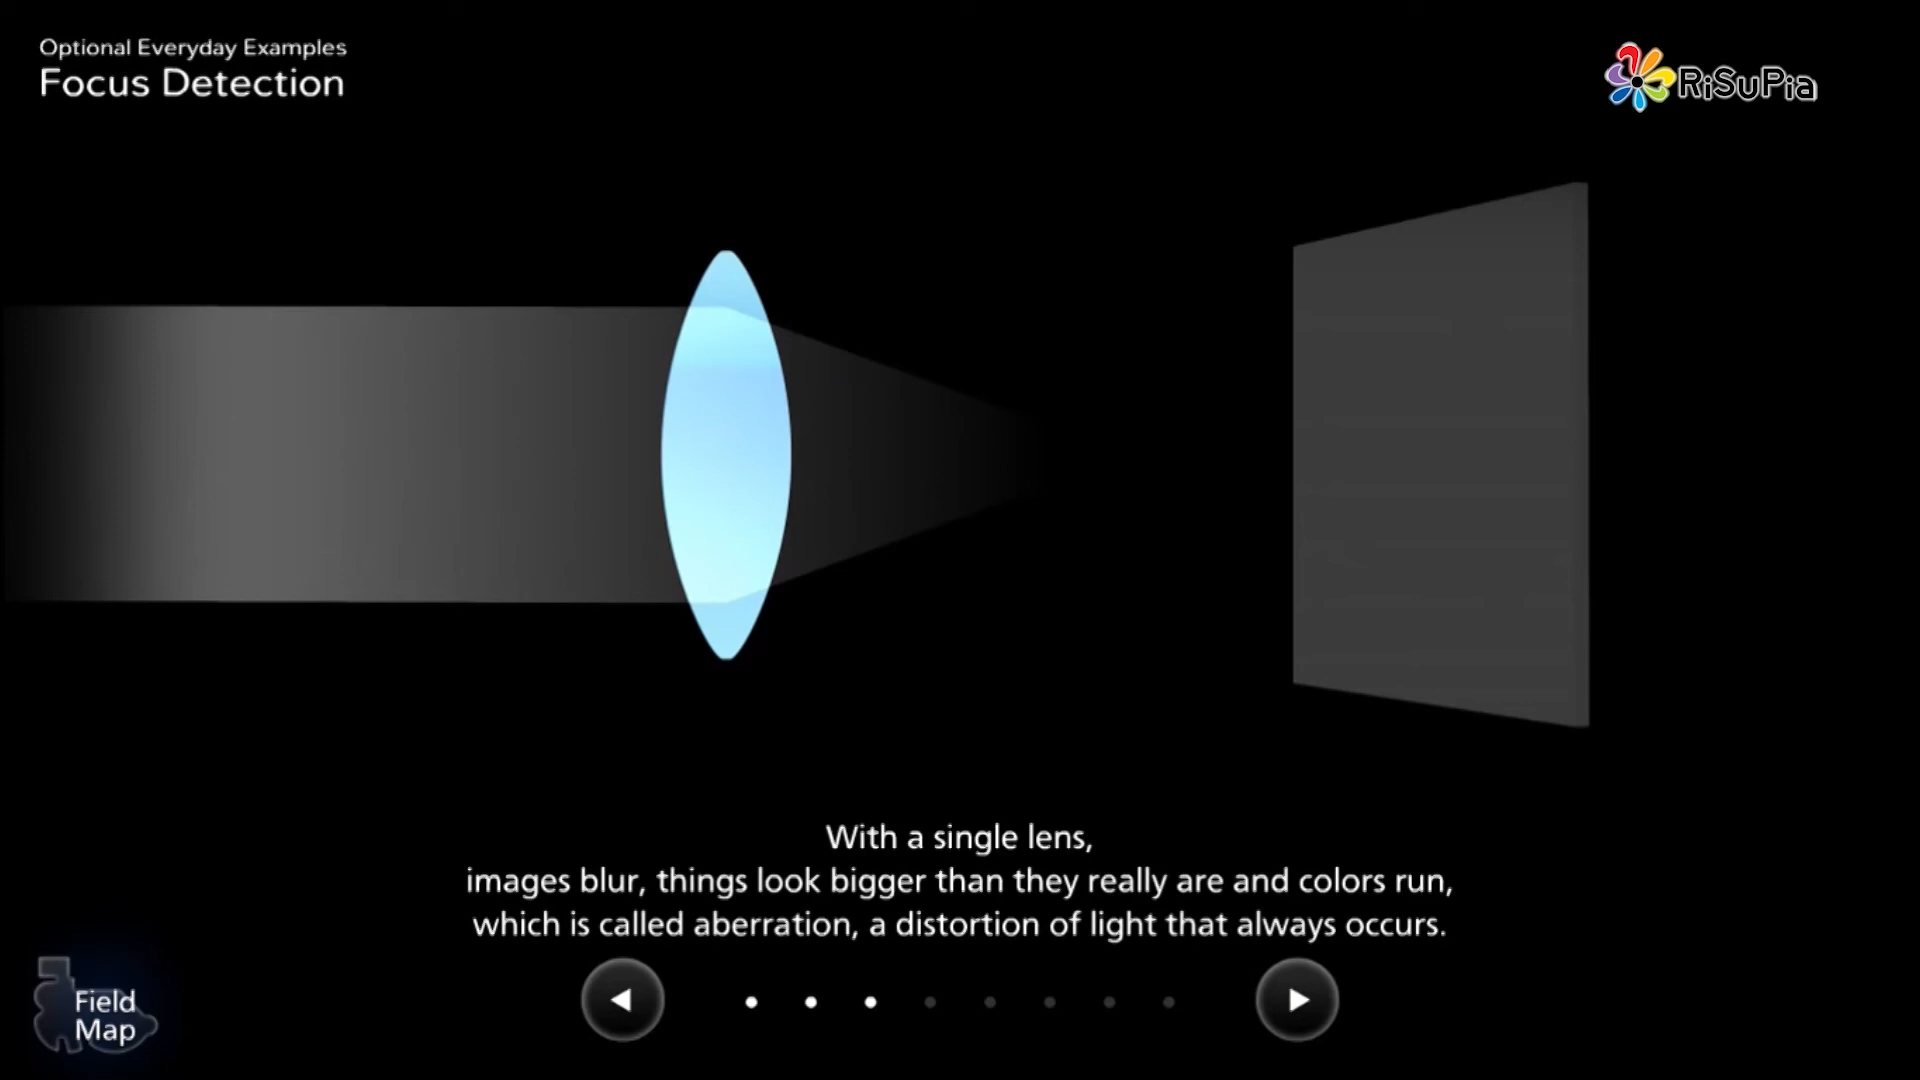 Optional Everyday Examples
Focus Detection
RiSuPia
With a single lens,
images blur, things look bigger than they really are and colors run,
which is called aberration, a distortion of light that always occurs.
Field
Map